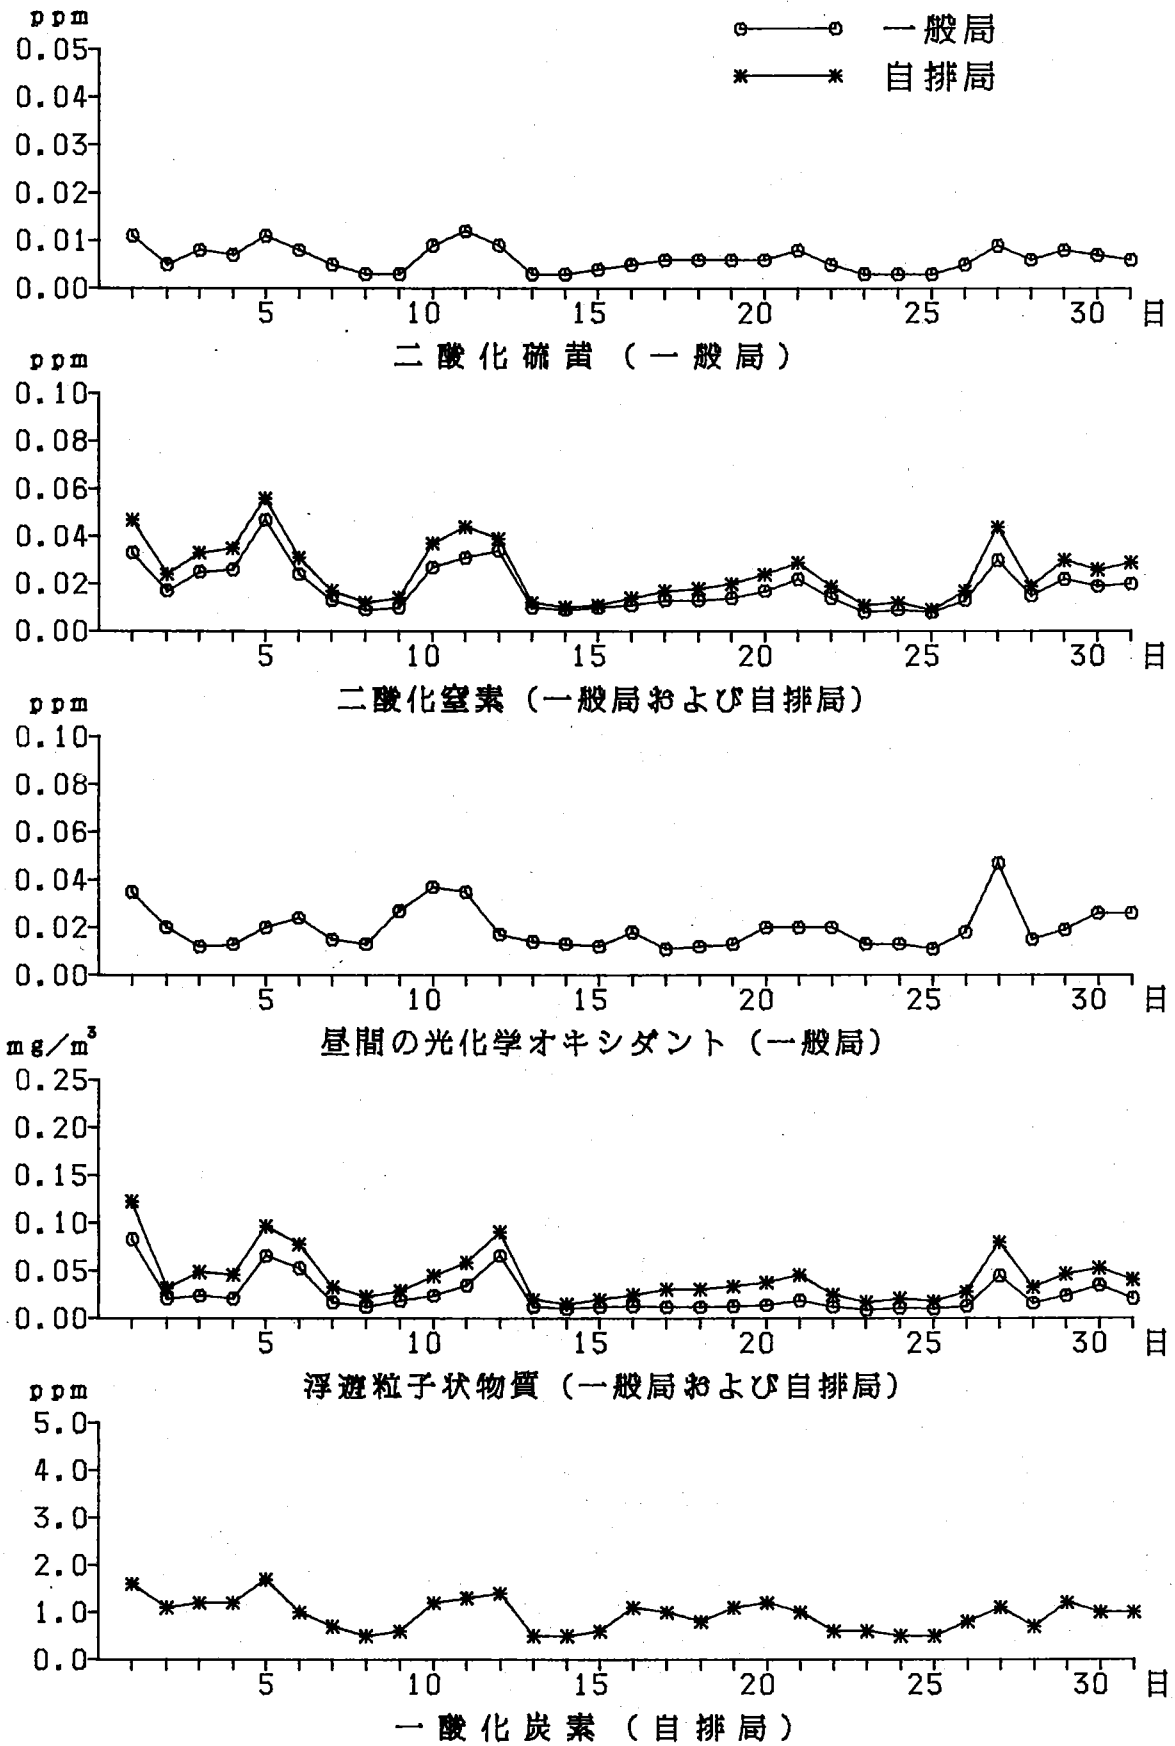 ppm
一般局
自排局
0.05
0.04
0.03
0.02
0.01
0.00
5 10 15 20 25 30 日
二酸化硫黄（一般局）
ppm
0.10
0.08
0.06
0.04
0.02
0.00
5 10 15 20 25 30 日
二酸化窒素（一般局および自排局）
ppm
0.10
0.08
0.06
0.04
0.02
0.00
5 10 15 20 25 30 日
昼間の光化学オキシダント（一般局）
mg/m³
0.25
0.20
0.15
0.10
0.05
0.00
5 10 15 20 25 30 日
浮遊粒子状物質（一般局および自排局）
ppm
5.0
4.0
3.0
2.0
1.0
0.0
5 10 15 20 25 30 日
一酸化炭素（自排局）